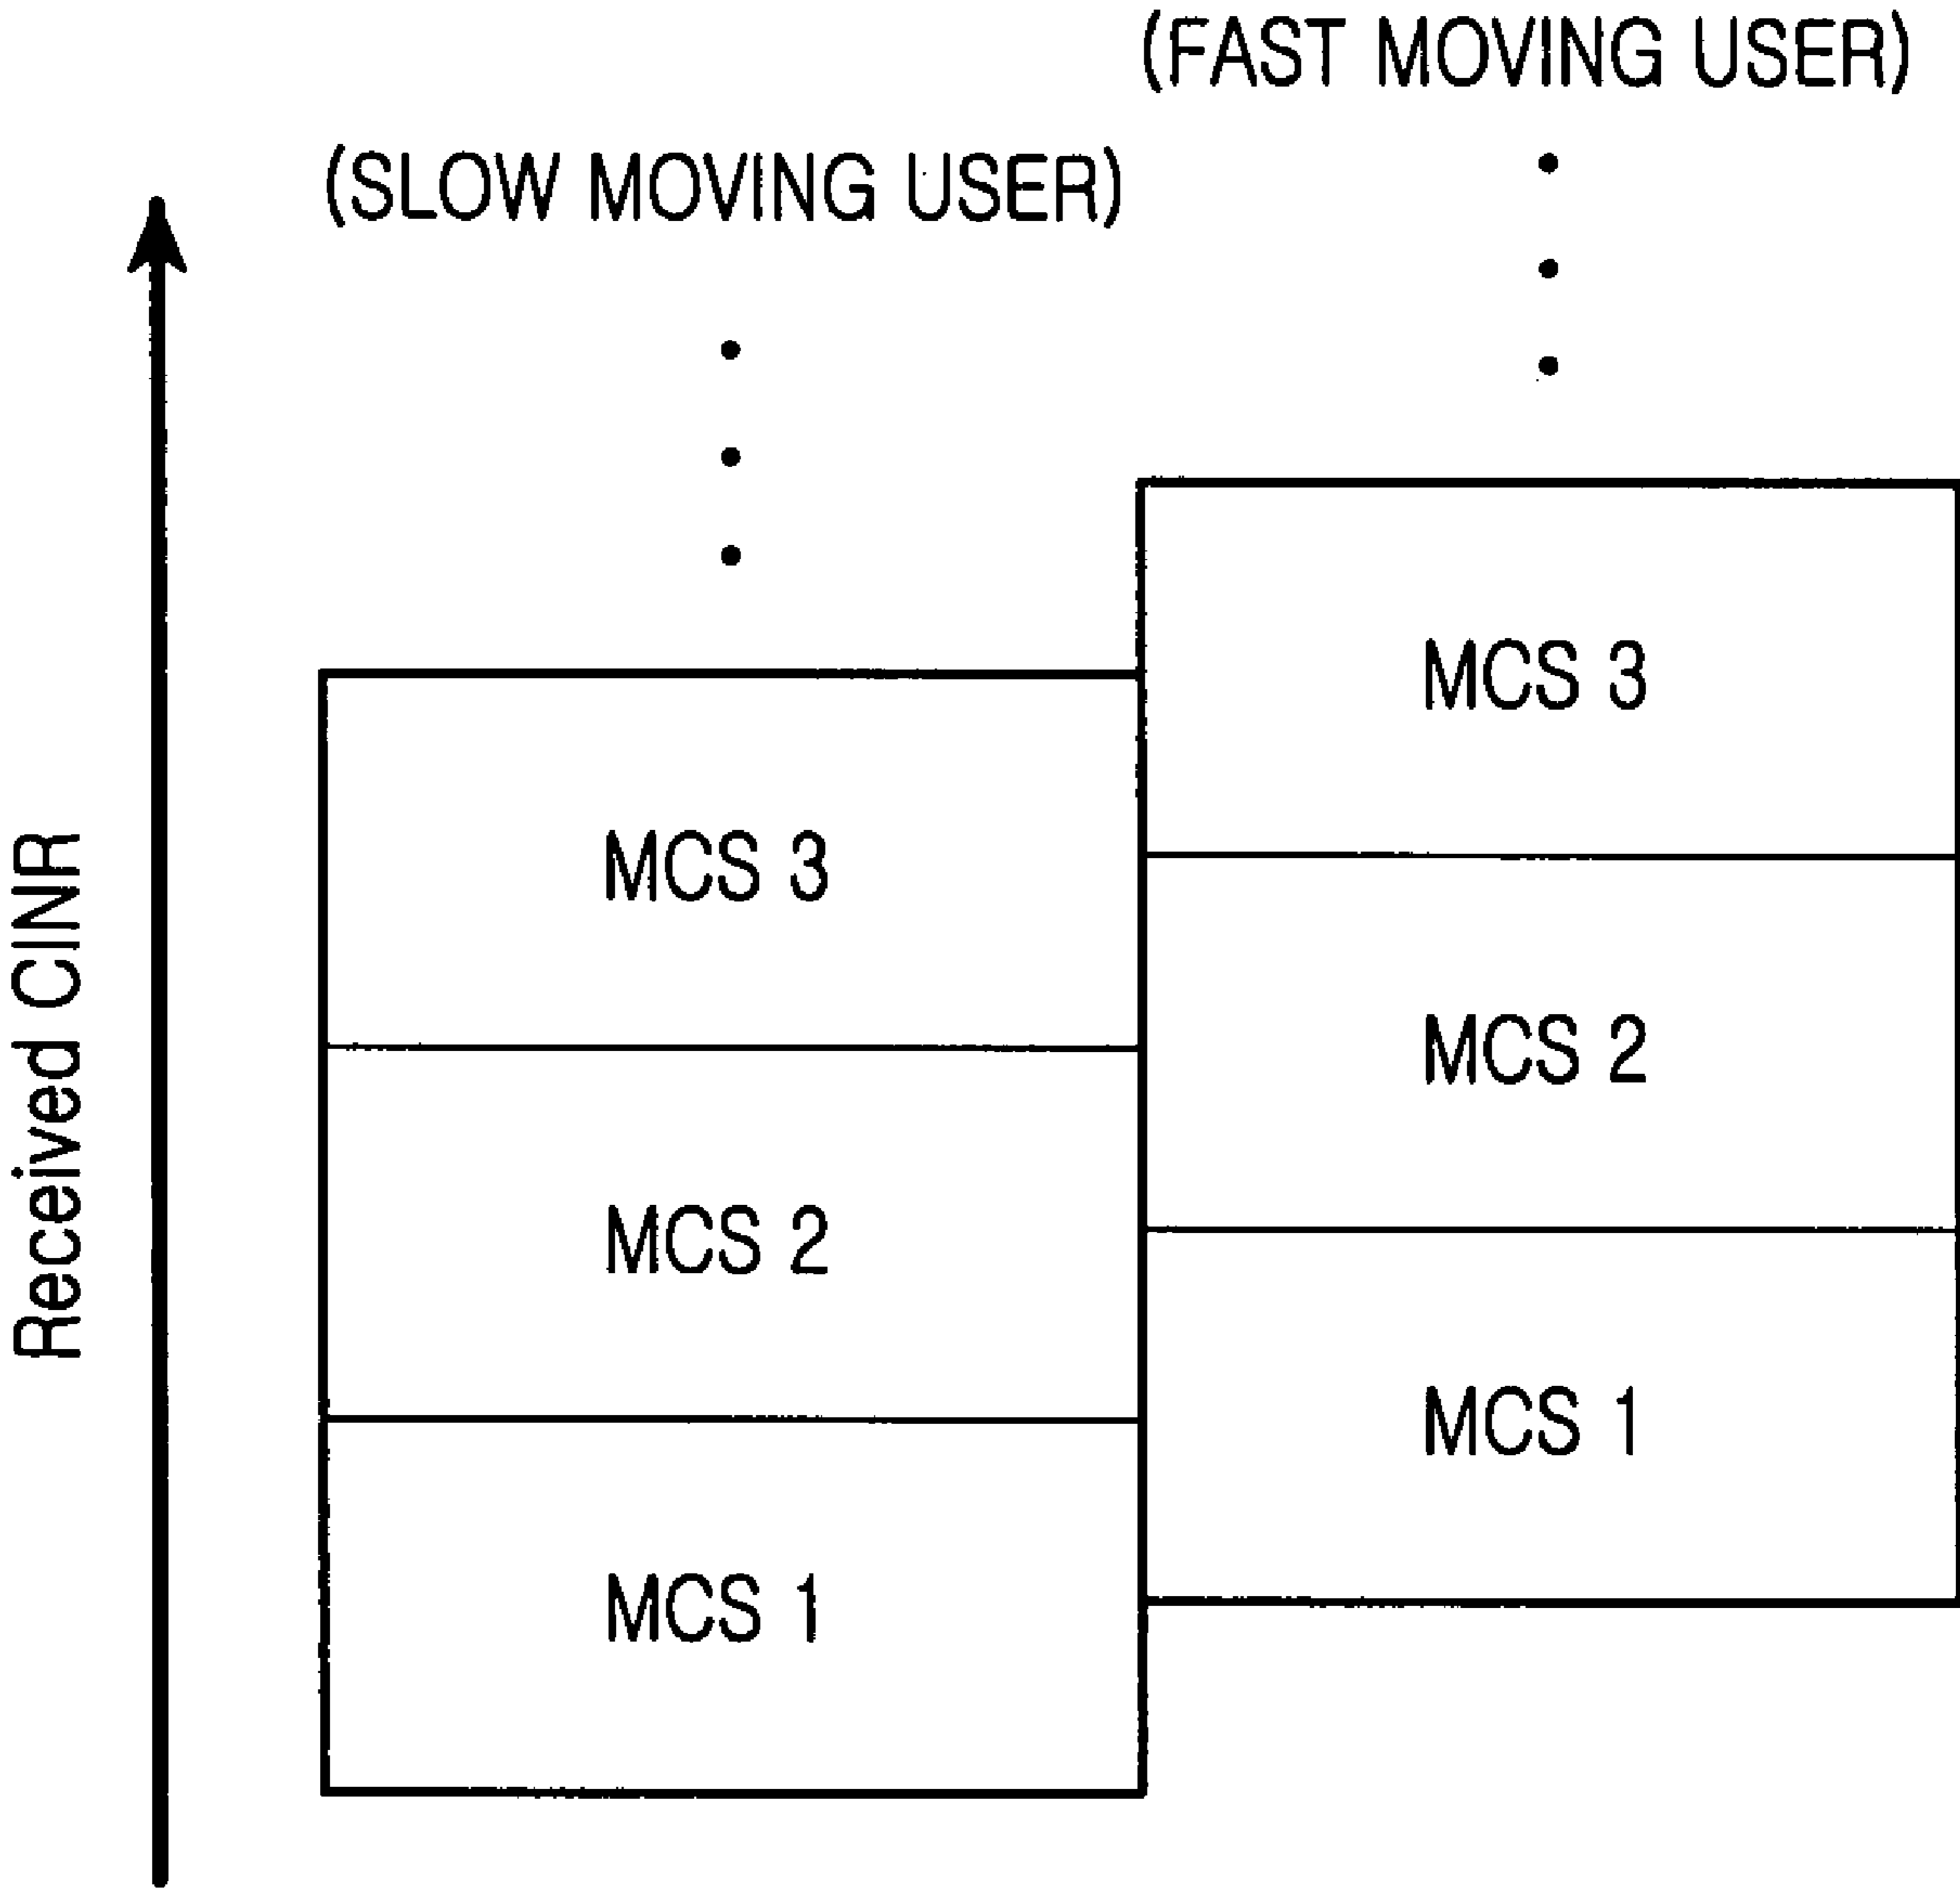 (FAST MOVING USER)
(SLOW MOVING USER)
Received CINR
MCS 3
MCS 3
MCS 2
MCS 2
MCS 1
MCS 1